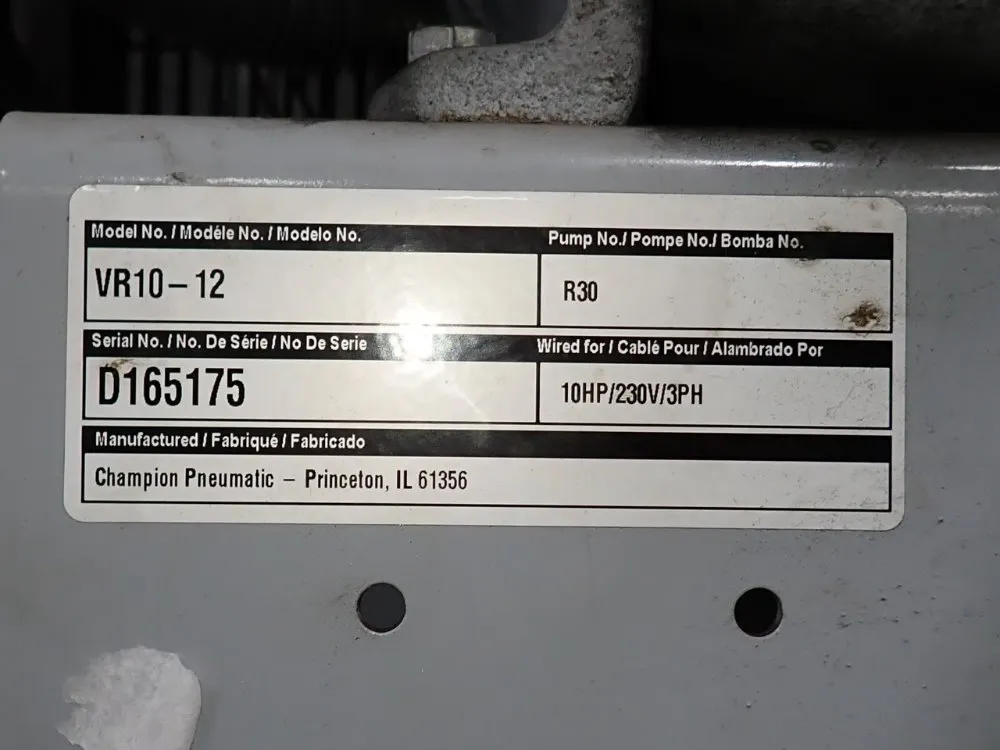 Model No. / Modéle No. / Modelo No.
Pump No./ Pompe No./ Bomba No.
VR10-12
R30
Serial No. / No. De Série / No De Serie
Wired for / Cablé Pour / Alambrado Por
D165175
10HP/230V/3PH
Manufactured / Fabriqué / Fabricado
Champion Pneumatic – Princeton, IL 61356